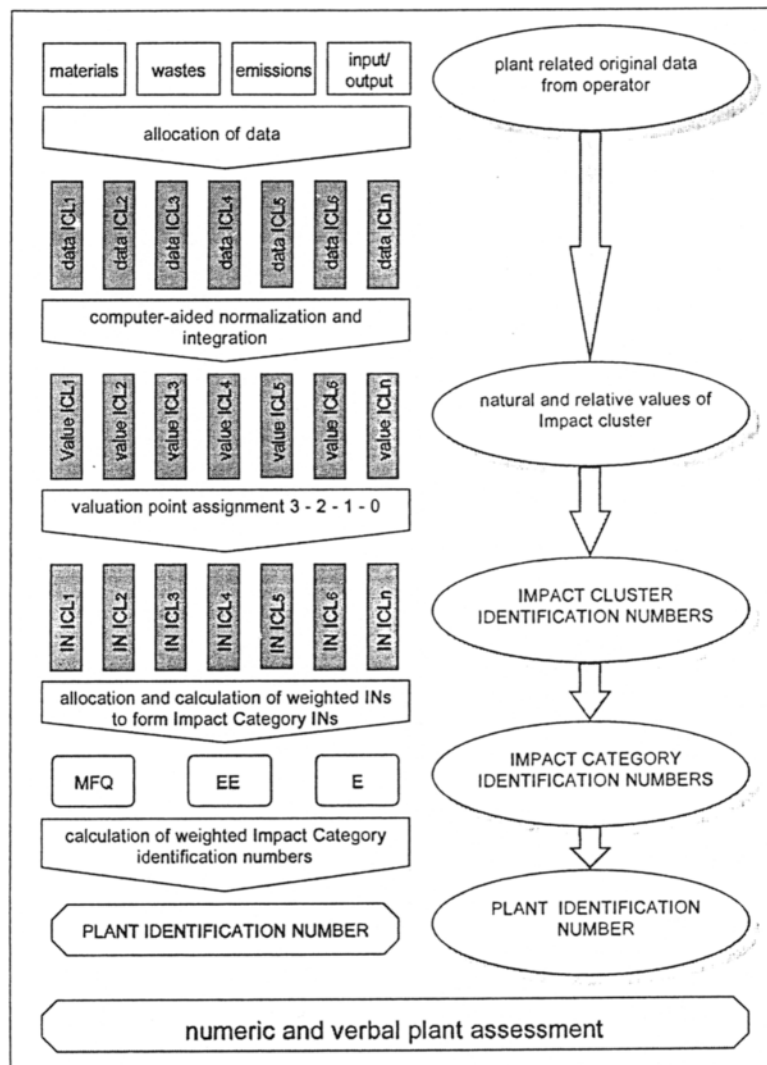 materials
wastes
emissions
input/
output
plant related original data
from operator
allocation of data
data ICL1
data ICL2
data ICL3
data ICL4
data ICL5
data ICL6
data ICLn
computer-aided normalization and
integration
Value ICL1
value ICL2
value ICL3
value ICL4
value ICL5
value ICL6
value ICLn
natural and relative values of
Impact cluster
valuation point assignment 3 - 2 - 1 - 0
IN ICL1
IN ICL2
IN ICL3
IN ICL4
IN ICL5
IN ICL6
IN ICLn
IMPACT CLUSTER
IDENTIFICATION NUMBERS
allocation and calculation of weighted INs
to form Impact Category INs
MFQ
EE
E
IMPACT CATEGORY
IDENTIFICATION NUMBERS
calculation of weighted Impact Category
identification numbers
PLANT IDENTIFICATION NUMBER
PLANT IDENTIFICATION
NUMBER
numeric and verbal plant assessment